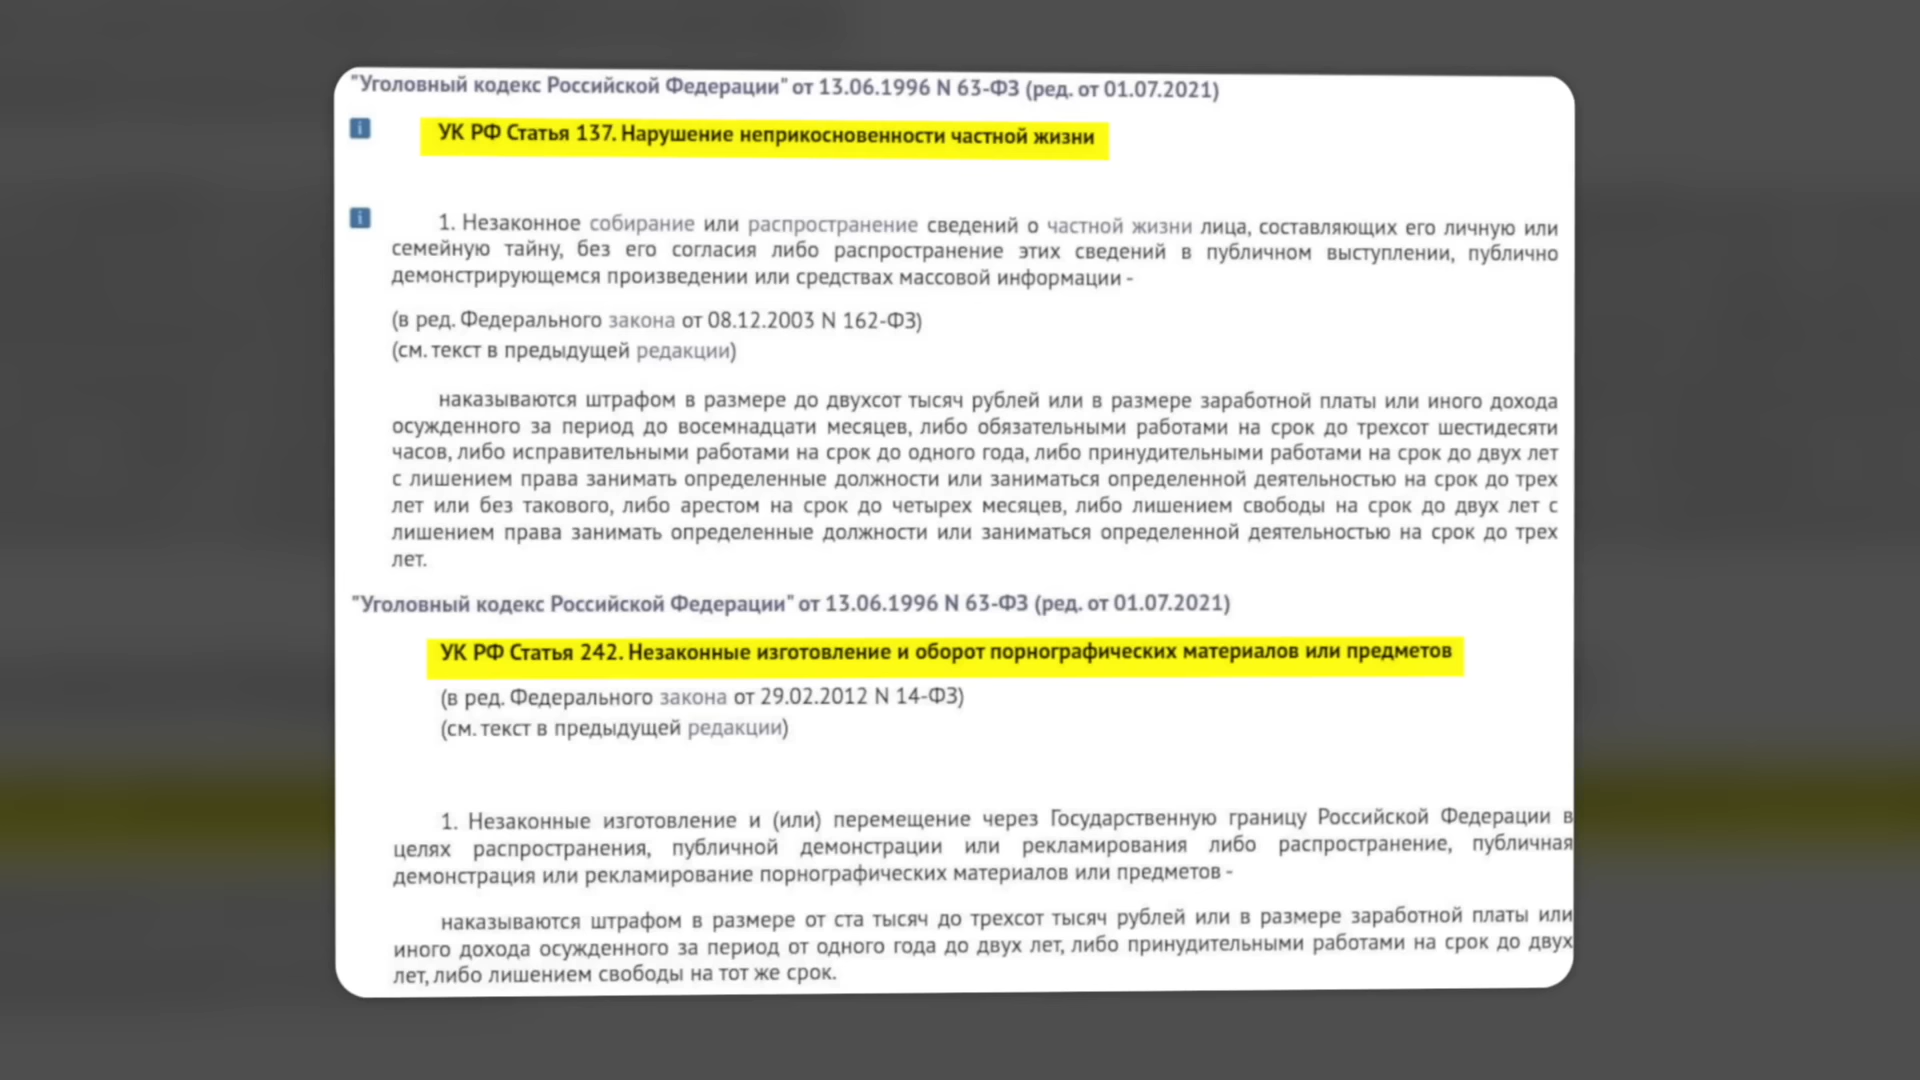 "Уголовный кодекс Российской Федерации" от 13.06.1996 N 63-ФЗ (ред. от 01.07.2021)
УК РФ Статья 137. Нарушение неприкосновенности частной жизни
1. Незаконное собирание или распространение сведений о частной жизни лица, составляющих его личную или
семейную тайну, без его согласия либо распространение этих сведений в публичном выступлении, публично
демонстрирующемся произведении или средствах массовой информации -
(в ред. Федерального закона от 08.12.2003 N 162-ФЗ)
(см. текст в предыдущей редакции)
наказываются штрафом в размере до двухсот тысяч рублей или в размере заработной платы или иного дохода
осужденного за период до восемнадцати месяцев, либо обязательными работами на срок до трехсот шестидесяти
часов, либо исправительными работами на срок до одного года, либо принудительными работами на срок до двух лет
с лишением права занимать определенные должности или заниматься определенной деятельностью на срок до трех
лет или без такового, либо арестом на срок до четырех месяцев, либо лишением свободы на срок до двух лет с
лишением права занимать определенные должности или заниматься определенной деятельностью на срок до трех
лет.
"Уголовный кодекс Российской Федерации" от 13.06.1996 N 63-ФЗ (ред. от 01.07.2021)
УК РФ Статья 242. Незаконные изготовление и оборот порнографических материалов или предметов
(в ред. Федерального закона от 29.02.2012 N 14-ФЗ)
(см. текст в предыдущей редакции)
1. Незаконные изготовление и (или) перемещение через Государственную границу Российской Федерации в
целях распространения, публичной демонстрации или рекламирования либо распространение, публичная
демонстрация или рекламирование порнографических материалов или предметов -
наказываются штрафом в размере от ста тысяч до трехсот тысяч рублей или в размере заработной платы или
иного дохода осужденного за период от одного года до двух лет, либо принудительными работами на срок до двух
лет, либо лишением свободы на тот же срок.